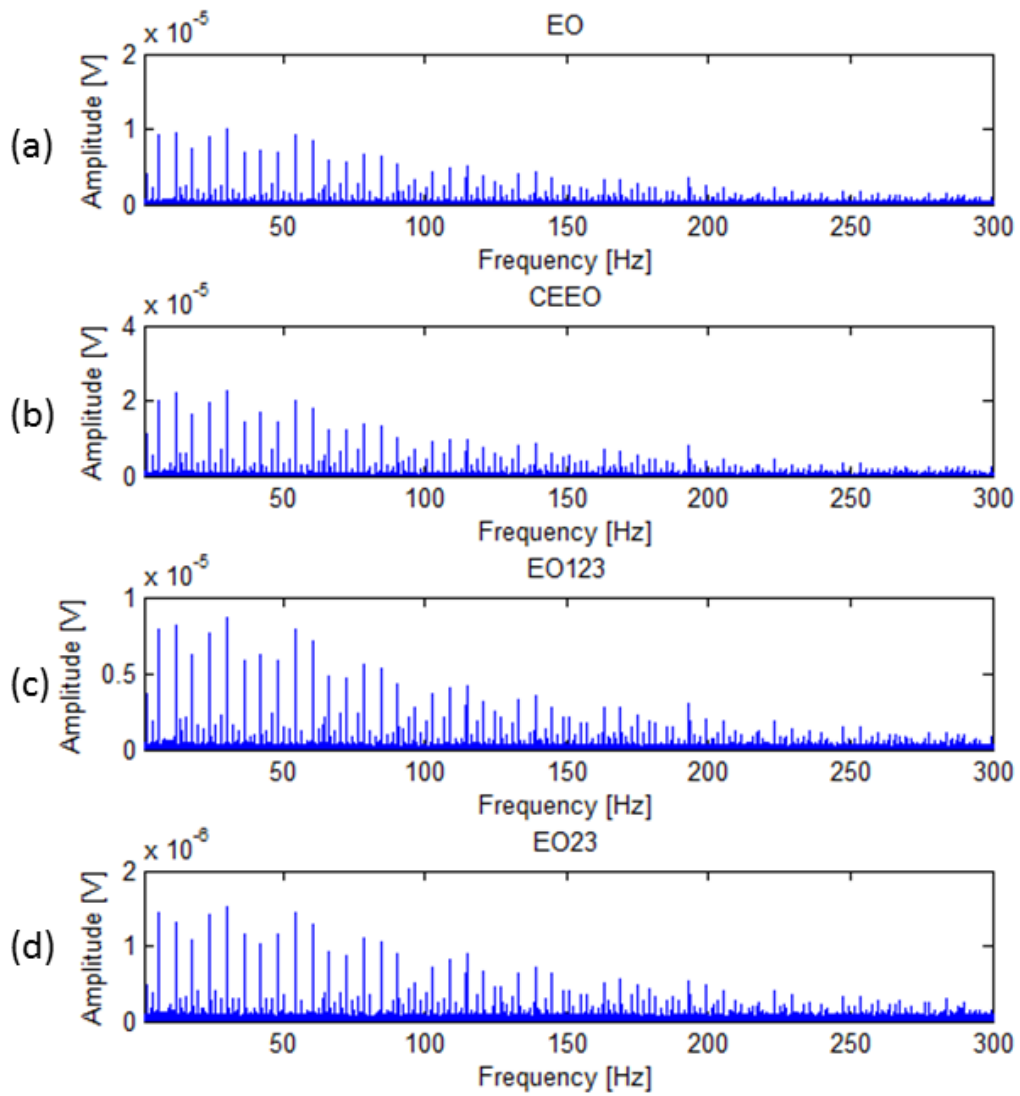 EO
x 10-5
(a)
Amplitude [V]
2
1
0
50 100 150 200 250 300
Frequency [Hz]
CEEO
x 10-5
(b)
Amplitude [V]
4
2
0
50 100 150 200 250 300
Frequency [Hz]
EO123
x 10-5
(c)
Amplitude [V]
1
0.5
0
50 100 150 200 250 300
Frequency [Hz]
EO23
x 10-6
(d)
Amplitude [V]
2
1
0
50 100 150 200 250 300
Frequency [Hz]